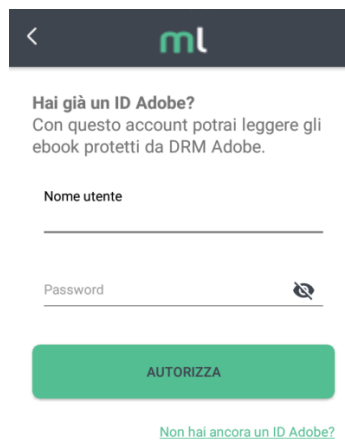 ml
Hai già un ID Adobe?
Con questo account potrai leggere gli
ebook protetti da DRM Adobe.
Nome utente
Password
AUTORIZZA
Non hai ancora un ID Adobe?